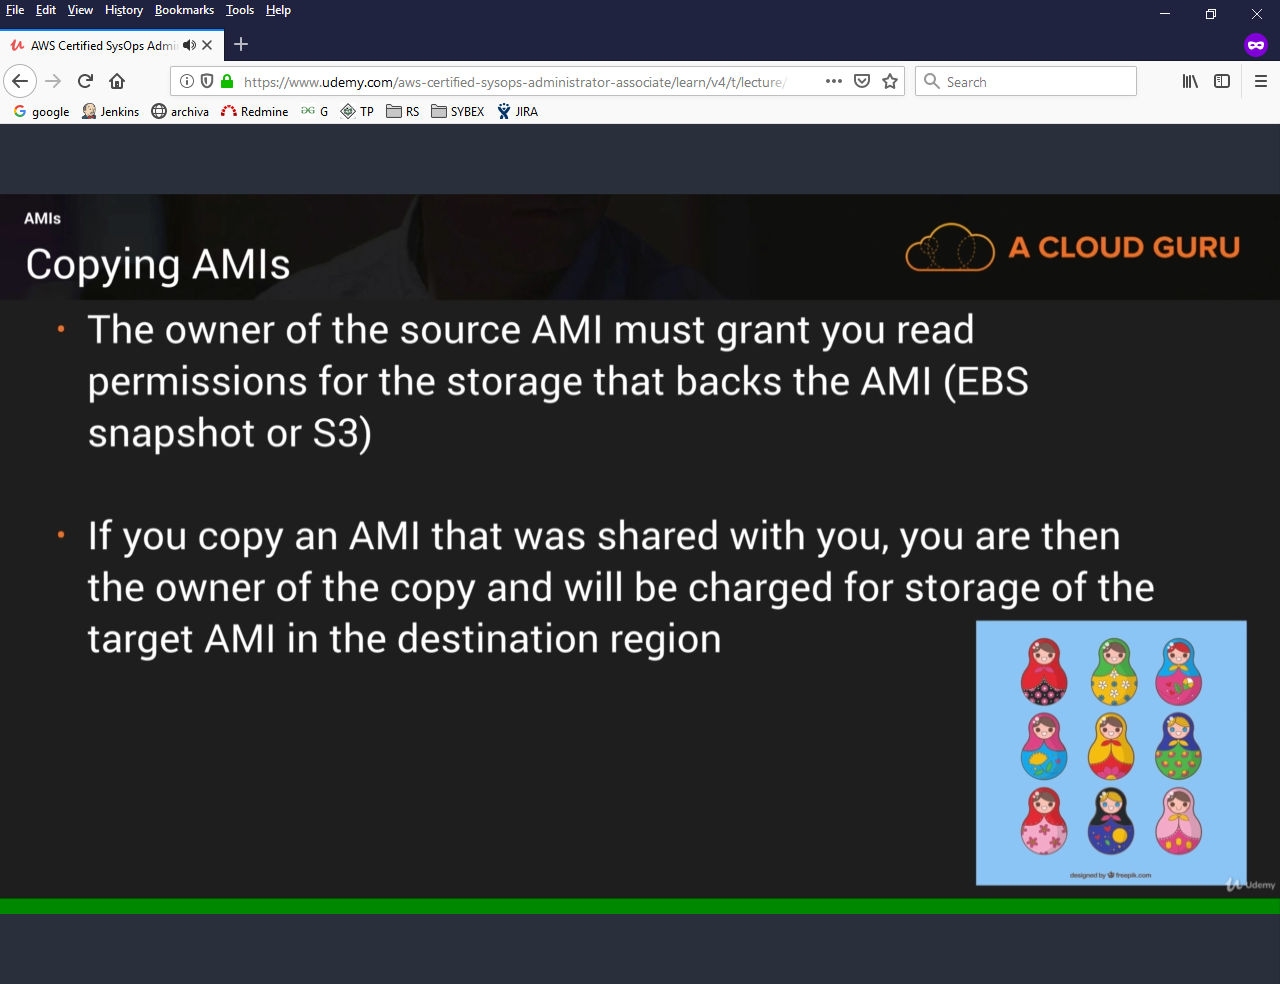 File Edit View History Bookmarks Tools Help
AWS Certified SysOps Admi
https://www.udemy.com/aws-certified-sysops-administrator-associate/learn/v4/t/lecture/
Search
google Jenkins archiva Redmine G TP RS SYBEX JIRA
AMIs
Copying AMIs
A CLOUD GURU
• The owner of the source AMI must grant you read
permissions for the storage that backs the AMI (EBS
snapshot or S3)
• If you copy an AMI that was shared with you, you are then
the owner of the copy and will be charged for storage of the
target AMI in the destination region
designed by freepik.com
Udemy